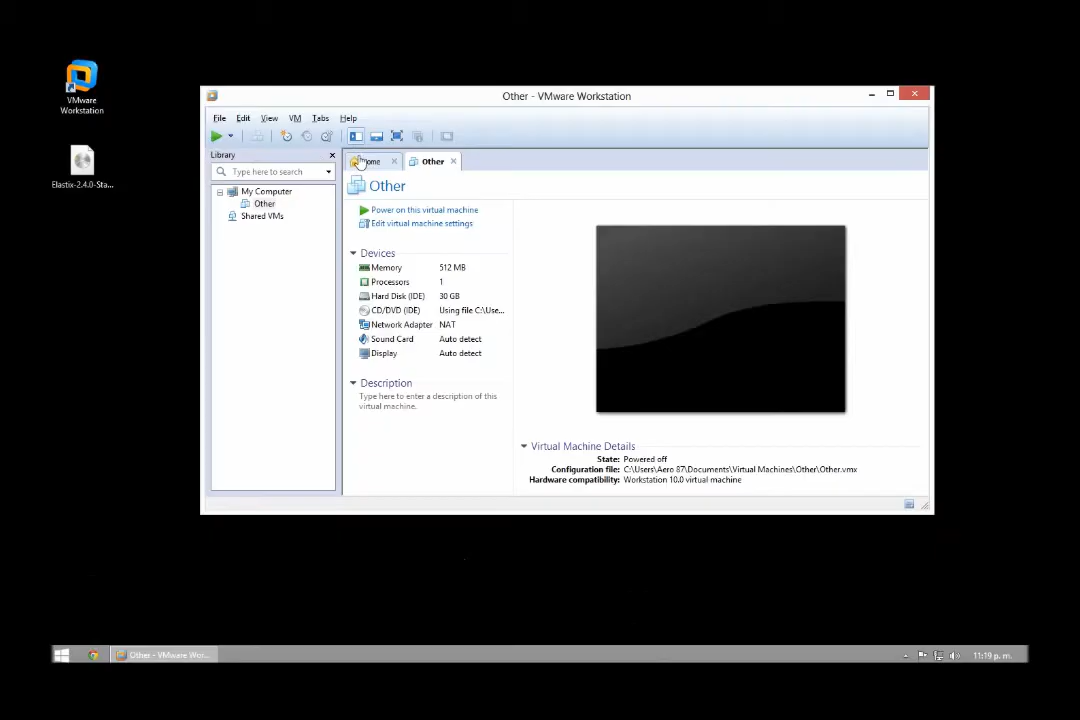 VMware
Workstation
Elastix-2.4.0-Sta...
Other - VMware Workstation
File Edit View VM Tabs Help
Library
Type here to search
My Computer
Other
Shared VMs
Home
Other
Other
Power on this virtual machine
Edit virtual machine settings
Devices
Memory 512 MB
Processors 1
Hard Disk (IDE) 30 GB
CD/DVD (IDE) Using file C:\Use...
Network Adapter NAT
Sound Card Auto detect
Display Auto detect
Description
Type here to enter a description of this
virtual machine.
Virtual Machine Details
State: Powered off
Configuration file: C:\Users\Aero 87\Documents\Virtual Machines\Other\Other.vmx
Hardware compatibility: Workstation 10.0 virtual machine
Other - VMware Wor...
11:19 p. m.